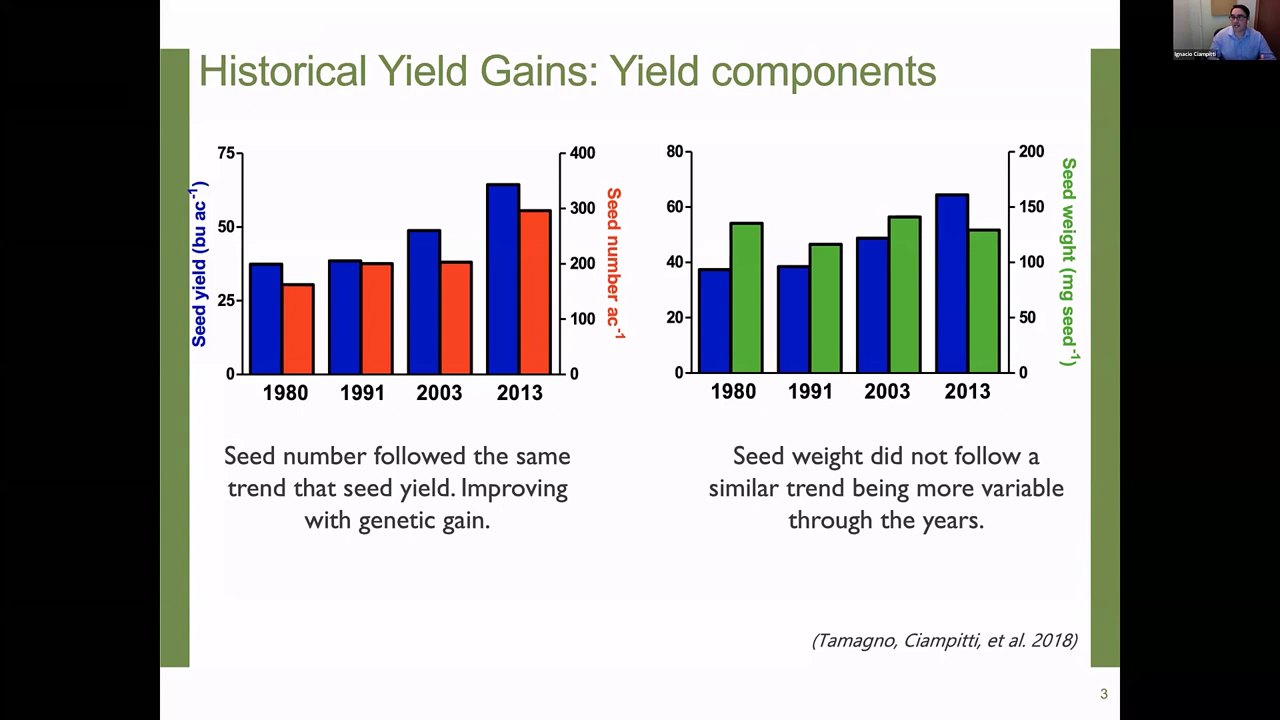 Ignacio Ciampitti
Historical Yield Gains: Yield components
75
50
25
0
Seed yield (bu ac⁻¹)
400
300
200
100
0
Seed number ac⁻¹
1980 1991 2003 2013
80
60
40
20
0
200
150
100
50
0
Seed weight (mg seed⁻¹)
1980 1991 2003 2013
Seed number followed the same
trend that seed yield. Improving
with genetic gain.
Seed weight did not follow a
similar trend being more variable
through the years.
(Tamagno, Ciampitti, et al. 2018)
3